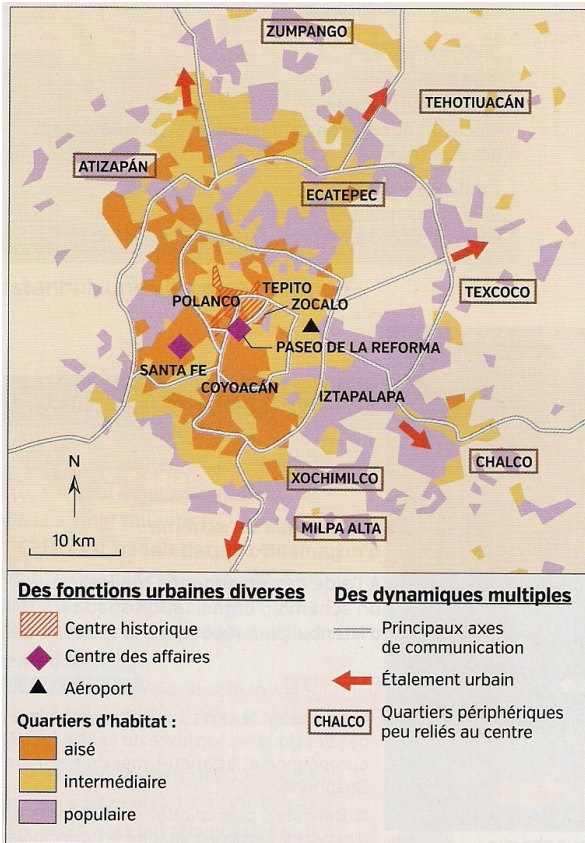 ZUMPANGO
TEHOTIUACÁN
ATIZAPÁN
ECATEPEC
TEPITO
POLANCO
ZOCALO
TEXCOCO
PASEO DE LA REFORMA
SANTA FE
COYOACÁN
IZTAPALAPA
CHALCO
N
XOCHIMILCO
MILPA ALTA
10 km
Des fonctions urbaines diverses
Centre historique
Centre des affaires
Aéroport
Quartiers d'habitat :
aisé
intermédiaire
populaire
Des dynamiques multiples
Principaux axes
de communication
Étalement urbain
CHALCO
Quartiers périphériques
peu reliés au centre